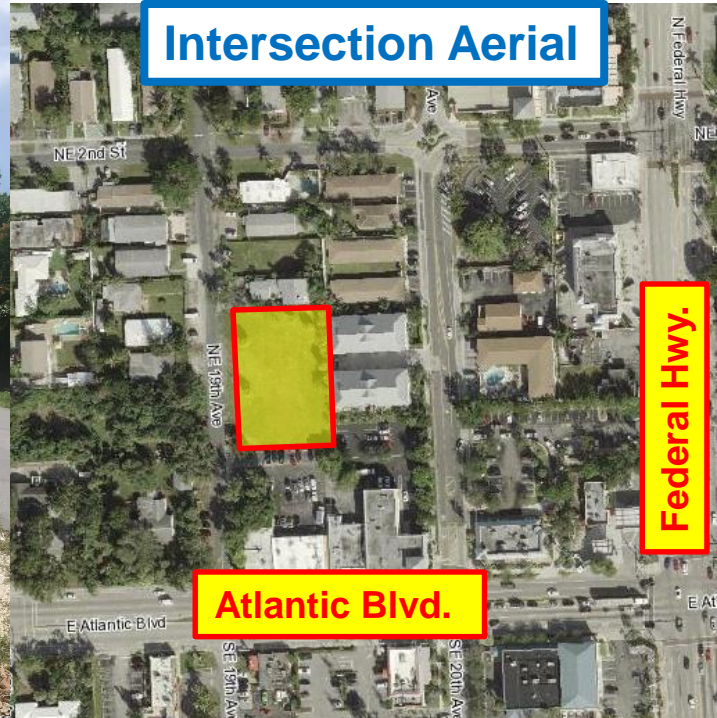 Intersection Aerial
N Federal Hwy
Ave
NE 2nd St
NE
NE 19th Ave
Federal Hwy.
Atlantic Blvd.
E Atlantic Blvd
E At
SE 19th Av
SE 20th Ave